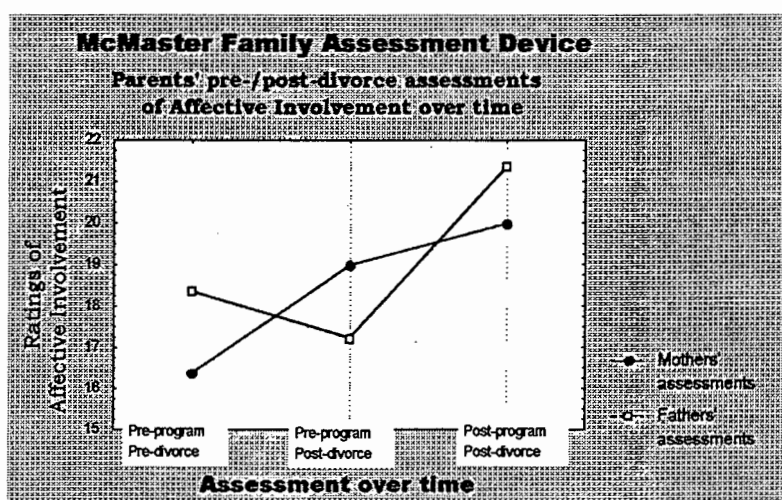 McMaster Family Assessment Device
Parents' pre-/post-divorce assessments
of Affective Involvement over time
22
21
20
19
18
17
16
15
Ratings of
Affective Involvement
Pre-program
Pre-divorce
Pre-program
Post-divorce
Post-program
Post-divorce
Assessment over time
Mothers'
assessments
Fathers'
assessments